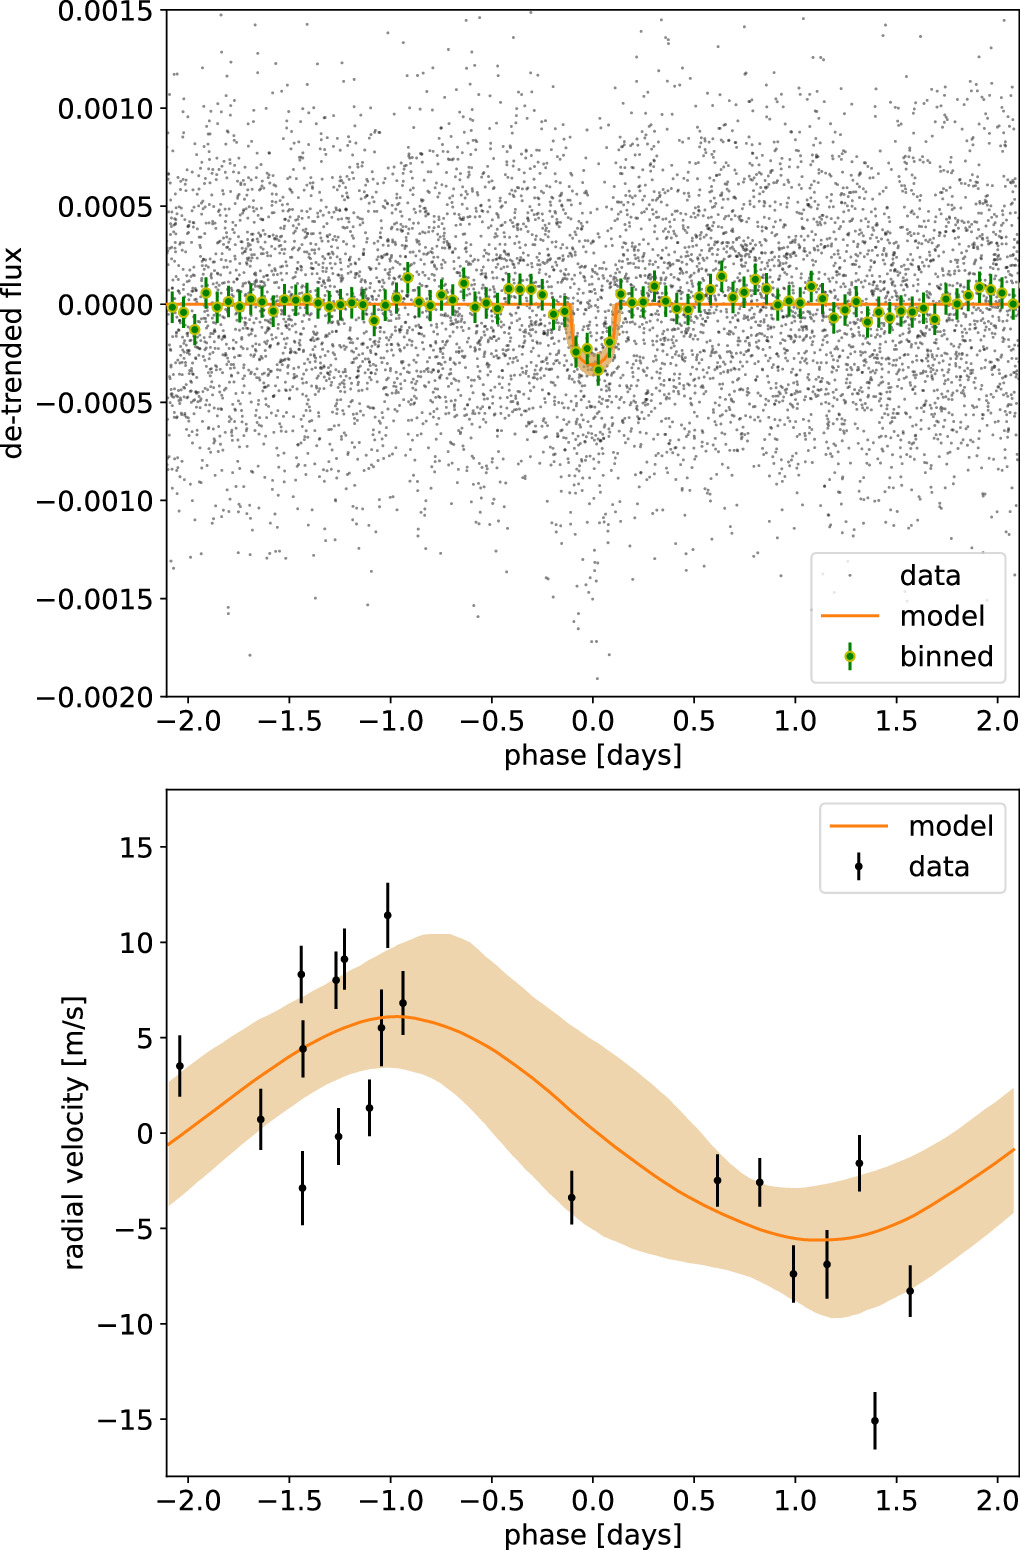 0.0015
0.0010
0.0005
0.0000
−0.0005
−0.0010
−0.0015
−0.0020
de-trended flux
data
model
binned
−2.0 −1.5 −1.0 −0.5 0.0 0.5 1.0 1.5 2.0
phase [days]
15
10
5
0
−5
−10
−15
radial velocity [m/s]
model
data
−2.0 −1.5 −1.0 −0.5 0.0 0.5 1.0 1.5 2.0
phase [days]